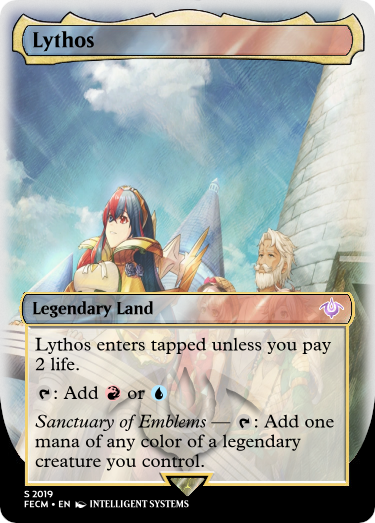 Lythos
Legendary Land
Lythos enters tapped unless you pay
2 life.
: Add or
Sanctuary of Emblems — : Add one
mana of any color of a legendary
creature you control.
S 2019
FECM • EN INTELLIGENT SYSTEMS